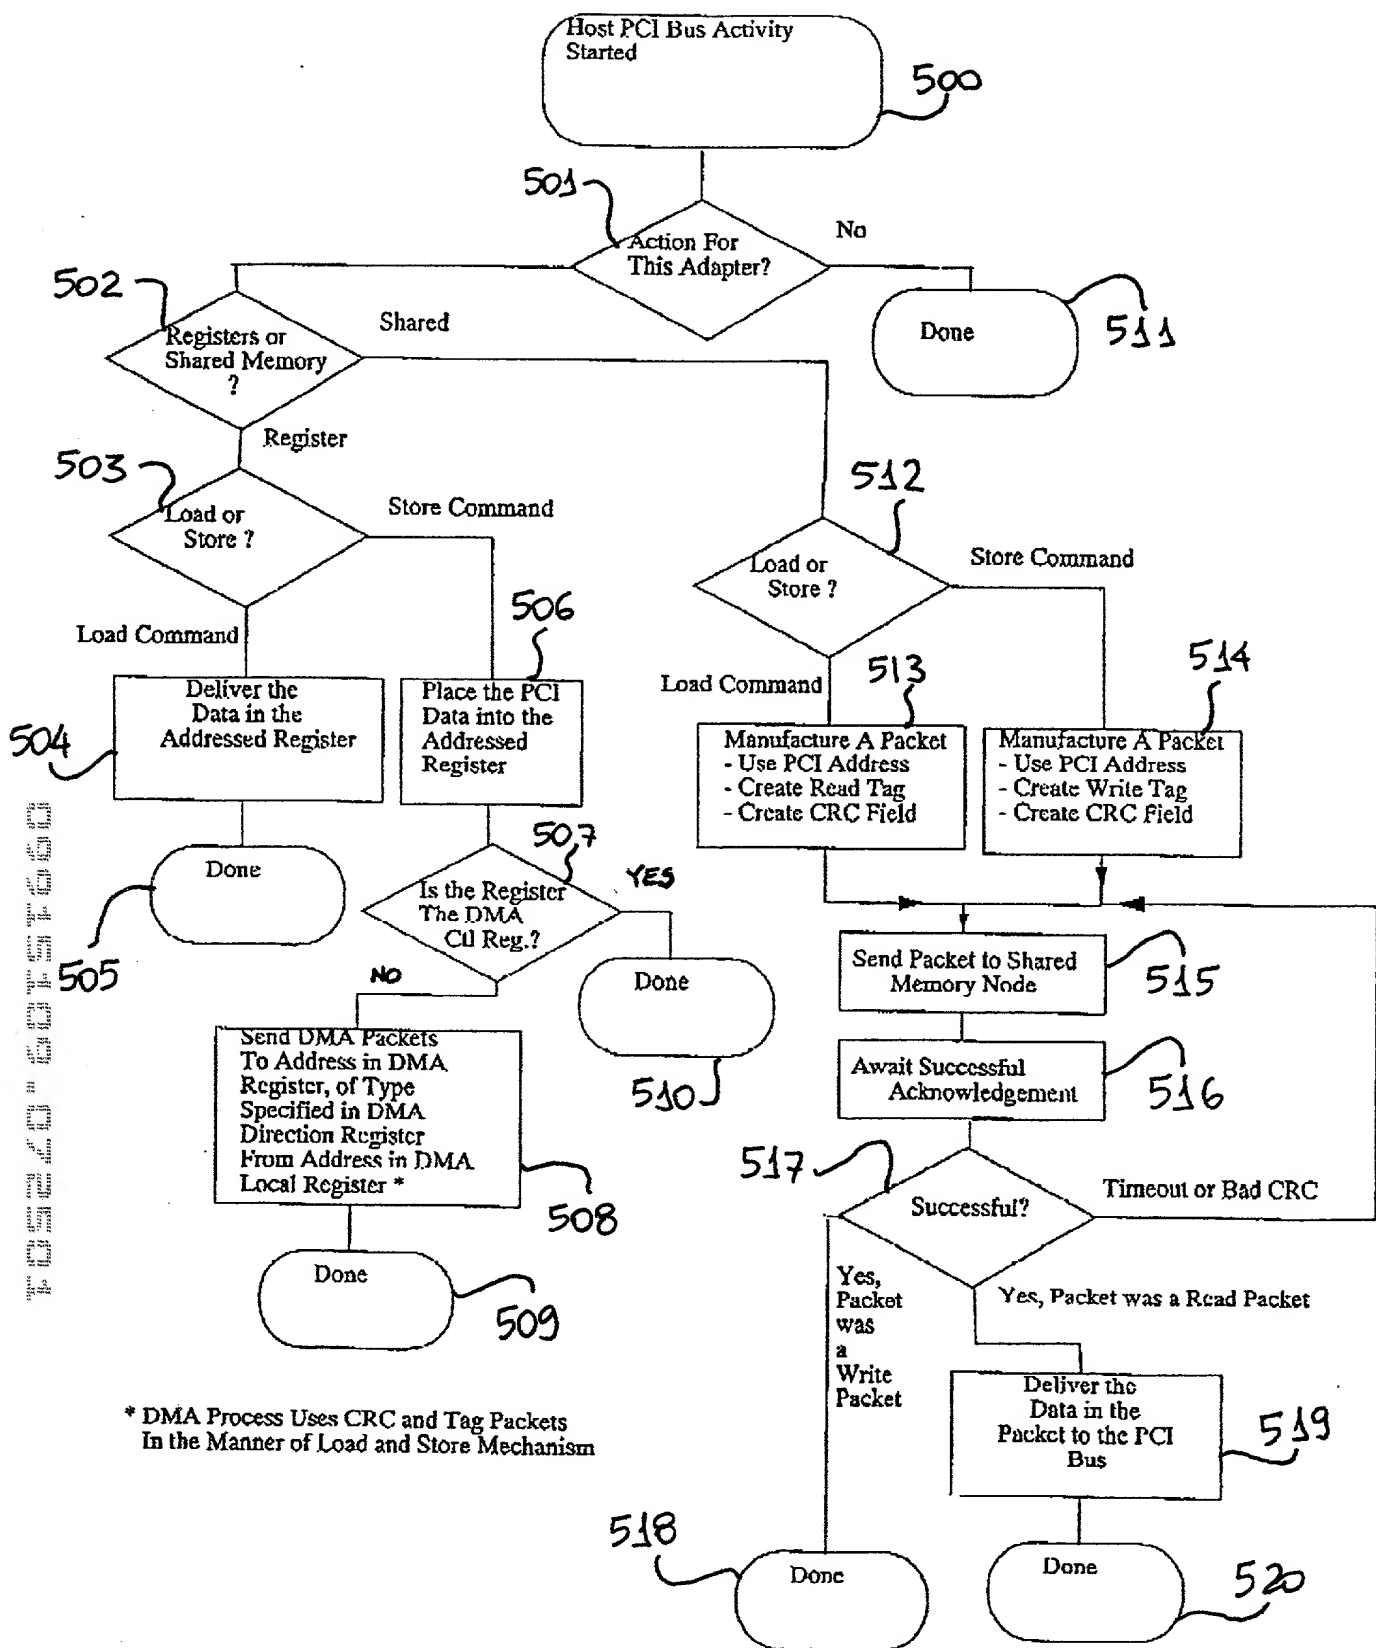 Host PCI Bus Activity
Started
500
501
Action For
This Adapter?
No
Done
511
502
Registers or
Shared Memory
?
Shared
Register
503
Load or
Store ?
Store Command
Load Command
504
Deliver the
Data in the
Addressed Register
Done
505
506
Place the PCI
Data into the
Addressed
Register
507
Is the Register
The DMA
Ctl Reg.?
YES
Done
510
NO
Send DMA Packets
To Address in DMA
Register, of Type
Specified in DMA
Direction Register
From Address in DMA
Local Register *
508
Done
509
* DMA Process Uses CRC and Tag Packets
In the Manner of Load and Store Mechanism
512
Load or
Store ?
Store Command
Load Command
513
Manufacture A Packet
- Use PCI Address
- Create Read Tag
- Create CRC Field
514
Manufacture A Packet
- Use PCI Address
- Create Write Tag
- Create CRC Field
Send Packet to Shared
Memory Node
515
Await Successful
Acknowledgement
516
517
Successful?
Timeout or Bad CRC
Yes,
Packet
was
a
Write
Packet
Yes, Packet was a Read Packet
Deliver the
Data in the
Packet to the PCI
Bus
519
518
Done
Done
520